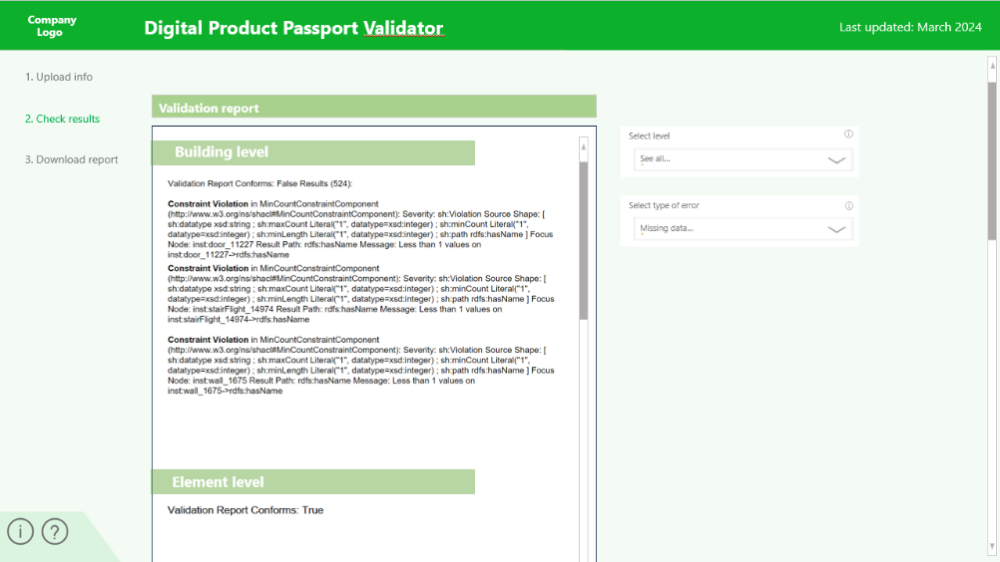 Company
Logo
Digital Product Passport Validator
Last updated: March 2024
1. Upload info
2. Check results
3. Download report
Validation report
Building level
Validation Report Conforms: False Results (524):
Constraint Violation in MinCountConstraintComponent
(http://www.w3.org/ns/shacl#MinCountConstraintComponent): Severity: sh:Violation Source Shape: [
sh:datatype xsd:string ; sh:maxCount Literal("1", datatype=xsd:integer) ; sh:minCount Literal("1",
datatype=xsd:integer) ; sh:minLength Literal("1", datatype=xsd:integer) ; sh:path rdfs:hasName ] Focus
Node: inst:door_11227 Result Path: rdfs:hasName Message: Less than 1 values on
inst:door_11227->rdfs:hasName
Constraint Violation in MinCountConstraintComponent
(http://www.w3.org/ns/shacl#MinCountConstraintComponent): Severity: sh:Violation Source Shape: [
sh:datatype xsd:string ; sh:maxCount Literal("1", datatype=xsd:integer) ; sh:minCount Literal("1",
datatype=xsd:integer) ; sh:minLength Literal("1", datatype=xsd:integer) ; sh:path rdfs:hasName ] Focus
Node: inst:stairFlight_14974 Result Path: rdfs:hasName Message: Less than 1 values on
inst:stairFlight_14974->rdfs:hasName
Constraint Violation in MinCountConstraintComponent
(http://www.w3.org/ns/shacl#MinCountConstraintComponent): Severity: sh:Violation Source Shape: [
sh:datatype xsd:string ; sh:maxCount Literal("1", datatype=xsd:integer) ; sh:minCount Literal("1",
datatype=xsd:integer) ; sh:minLength Literal("1", datatype=xsd:integer) ; sh:path rdfs:hasName ] Focus
Node: inst:wall_1675 Result Path: rdfs:hasName Message: Less than 1 values on
inst:wall_1675->rdfs:hasName
Element level
Validation Report Conforms: True
Select level
See all...
Select type of error
Missing data...